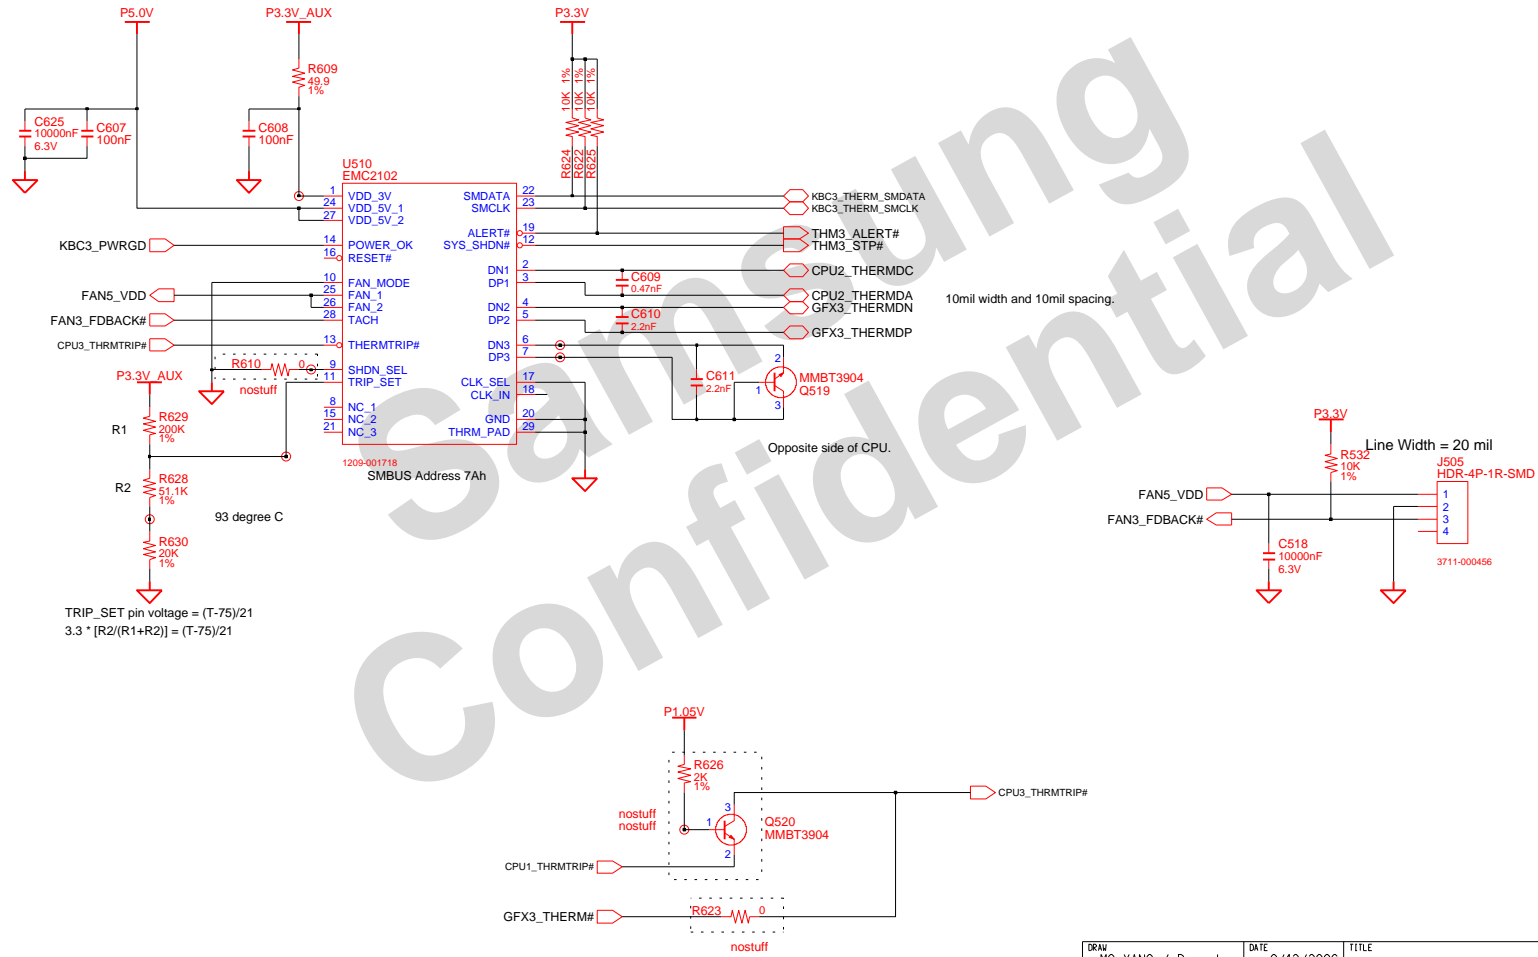 P5.0V
P3.3V_AUX
P3.3V
R609
49.9
1%
C625
10000nF
6.3V
C607
100nF
C608
100nF
10K 1%
10K 1%
10K 1%
R624
R622
R625
U510
EMC2102
1 VDD_3V
24 VDD_5V_1
27 VDD_5V_2
14 POWER_OK
16 RESET#
10 FAN_MODE
25 FAN_1
26 FAN_2
28 TACH
13 THERMTRIP#
9 SHDN_SEL
11 TRIP_SET
8 NC_1
15 NC_2
21 NC_3
SMDATA 22
SMCLK 23
ALERT# 19
SYS_SHDN# 12
DN1 2
DP1 3
DN2 4
DP2 5
DN3 6
DP3 7
CLK_SEL 17
CLK_IN 18
GND 20
THRM_PAD 29
1209-001718
SMBUS Address 7Ah
KBC3_PWRGD
FAN5_VDD
FAN3_FDBACK#
CPU3_THRMTRIP#
R610 0
nostuff
P3.3V_AUX
R1
R629
200K
1%
R2
R628
51.1K
1%
93 degree C
R630
20K
1%
TRIP_SET pin voltage = (T-75)/21
3.3 * [R2/(R1+R2)] = (T-75)/21
KBC3_THERM_SMDATA
KBC3_THERM_SMCLK
THM3_ALERT#
THM3_STP#
CPU2_THERMDC
CPU2_THERMDA
GFX3_THERMDN
GFX3_THERMDP
C609
0.47nF
C610
2.2nF
C611
2.2nF
2
1
3
MMBT3904
Q519
10mil width and 10mil spacing.
Opposite side of CPU.
P3.3V
Line Width = 20 mil
R532
10K
1%
J505
HDR-4P-1R-SMD
1
2
3
4
3711-000456
FAN5_VDD
FAN3_FDBACK#
C518
10000nF
6.3V
P1.05V
R626
2K
1%
nostuff
nostuff
3
1
2
Q520
MMBT3904
CPU3_THRMTRIP#
CPU1_THRMTRIP#
GFX3_THERM#
R623 0
nostuff
Samsung
Confidential
DRAW
DATE
TITLE